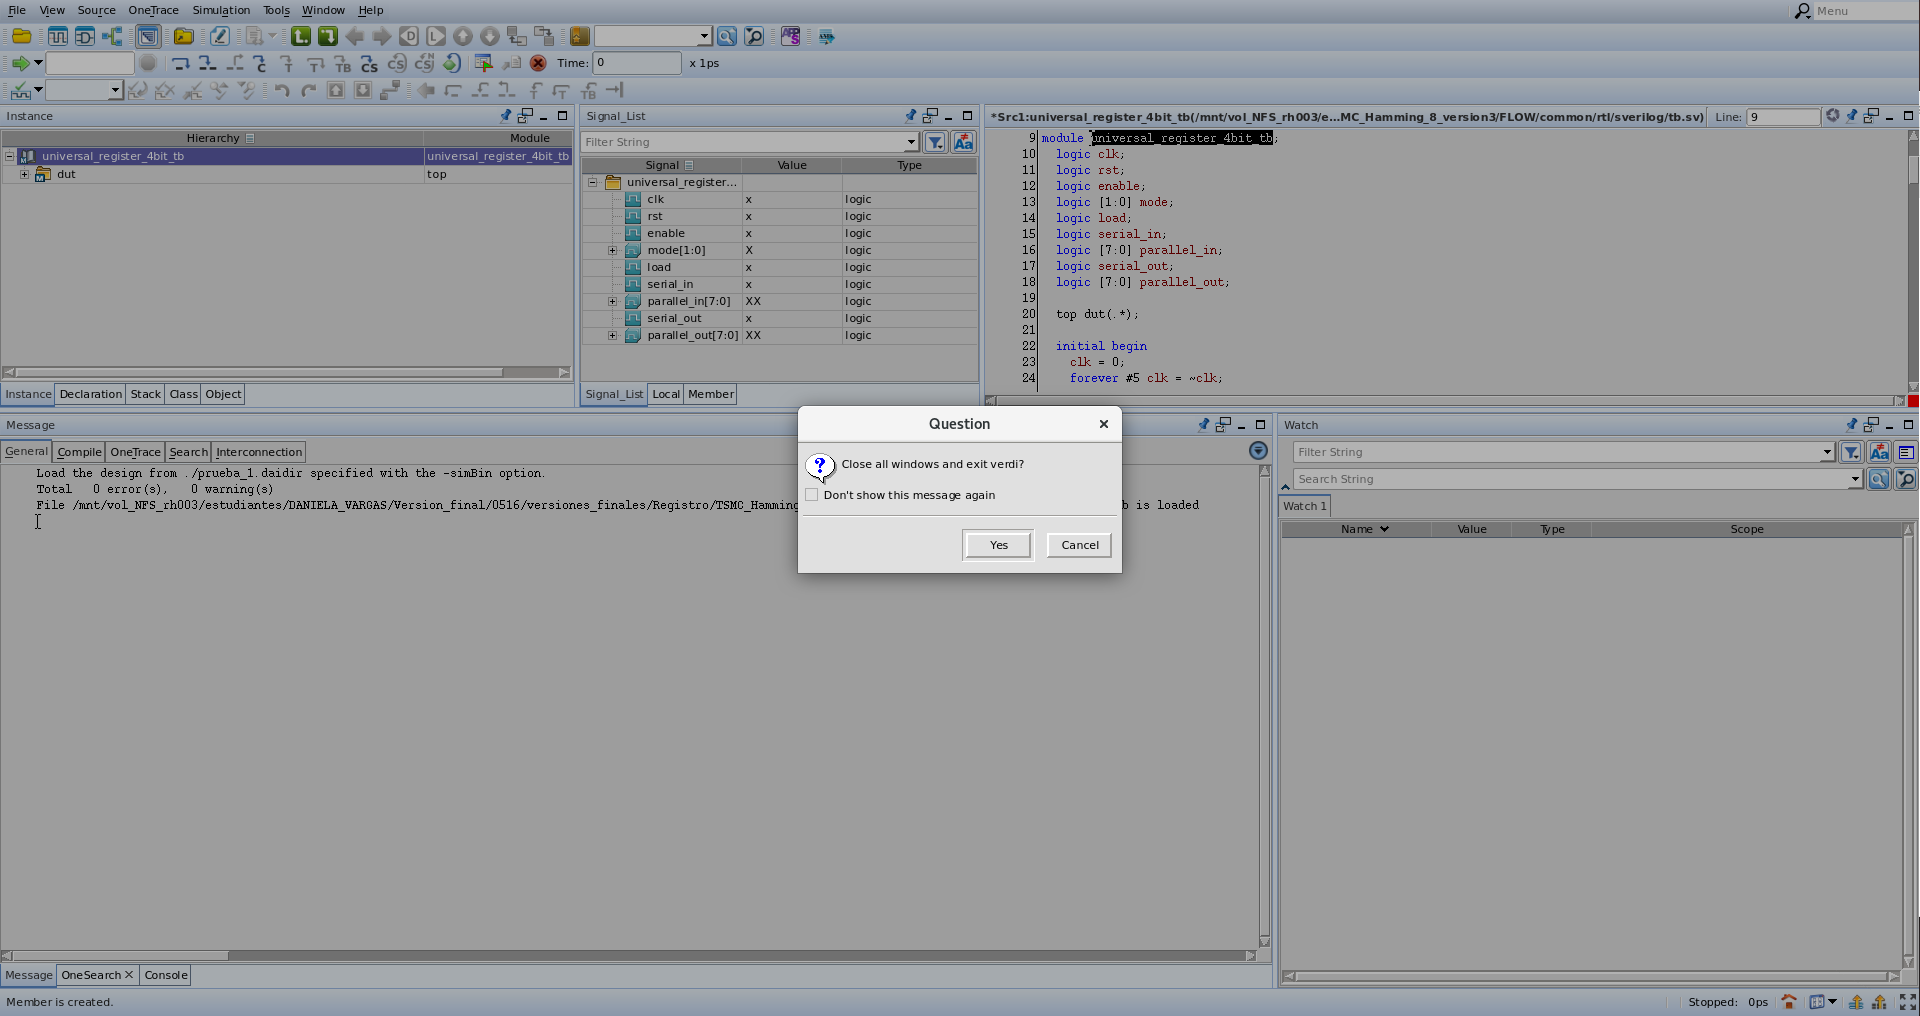 File View Source OneTrace Simulation Tools Window Help
Menu
Time: 0 x 1ps
Instance
Hierarchy Module
universal_register_4bit_tb universal_register_4bit_tb
dut top
Instance Declaration Stack Class Object
Signal_List
Filter String
Signal Value Type
universal_register...
clk x logic
rst x logic
enable x logic
mode[1:0] X logic
load x logic
serial_in x logic
parallel_in[7:0] XX logic
serial_out x logic
parallel_out[7:0] XX logic
Signal_List Local Member
*Src1:universal_register_4bit_tb(/mnt/vol_NFS_rh003/e...MC_Hamming_8_version3/FLOW/common/rtl/sverilog/tb.sv) Line: 9
9 module universal_register_4bit_tb;
10 logic clk;
11 logic rst;
12 logic enable;
13 logic [1:0] mode;
14 logic load;
15 logic serial_in;
16 logic [7:0] parallel_in;
17 logic serial_out;
18 logic [7:0] parallel_out;
19
20 top dut(.*);
21
22 initial begin
23 clk = 0;
24 forever #5 clk = ~clk;
Message
General Compile OneTrace Search Interconnection
Load the design from ./prueba_1.daidir specified with the -simBin option.
Total 0 error(s), 0 warning(s)
File /mnt/vol_NFS_rh003/estudiantes/DANIELA_VARGAS/Version_final/0516/versiones_finales/Registro/TSMC_Hamming b is loaded
Question
Close all windows and exit verdi?
Don't show this message again
Yes Cancel
Watch
Filter String
Search String
Watch 1
Name Value Type Scope
Message OneSearch Console
Member is created.
Stopped: 0ps